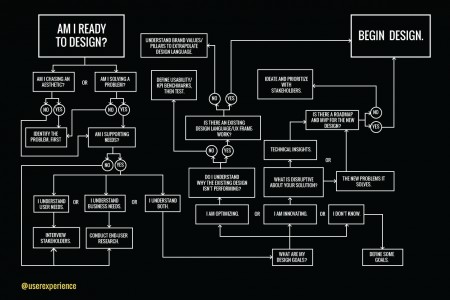 AM I READY
TO DESIGN?
AM I CHASING AN
AESTHETIC?
OR
AM I SOLVING A
PROBLEM?
NO
YES
NO
YES
IDENTIFY THE
PROBLEM, FIRST
AM I SUPPORTING
NEEDS?
NO
YES
I UNDERSTAND
USER NEEDS.
OR
I UNDERSTAND
BUSINESS NEEDS.
OR
I UNDERSTAND
BOTH.
INTERVIEW
STAKEHOLDERS.
CONDUCT END-USER
RESEARCH.
UNDERSTAND BRAND VALUES/
PILLARS TO EXTRAPOLATE
DESIGN LANGUAGE.
DEFINE USABILITY/
KPI BENCHMARKS,
THEN TEST.
NO
YES
IS THERE AN EXISTING
DESIGN LANGUAGE/UX FRAME-
WORK?
NO
YES
DO I UNDERSTAND
WHY THE EXISTING DESIGN
ISN'T PERFORMING?
I AM OPTIMIZING.
OR
I AM INNOVATING.
OR
I DON'T KNOW.
WHAT ARE MY
DESIGN GOALS?
DEFINE SOME
GOALS.
BEGIN DESIGN.
IDEATE AND PRIORITIZE
WITH STAKEHOLDERS.
IS THERE A ROADMAP
AND MVP FOR THE NEW
DESIGN?
NO
YES
TECHNICAL INSIGHTS.
OR
WHAT IS DISRUPTIVE
ABOUT YOUR SOLUTION?
THE NEW PROBLEMS IT
SOLVES.
@userexperience